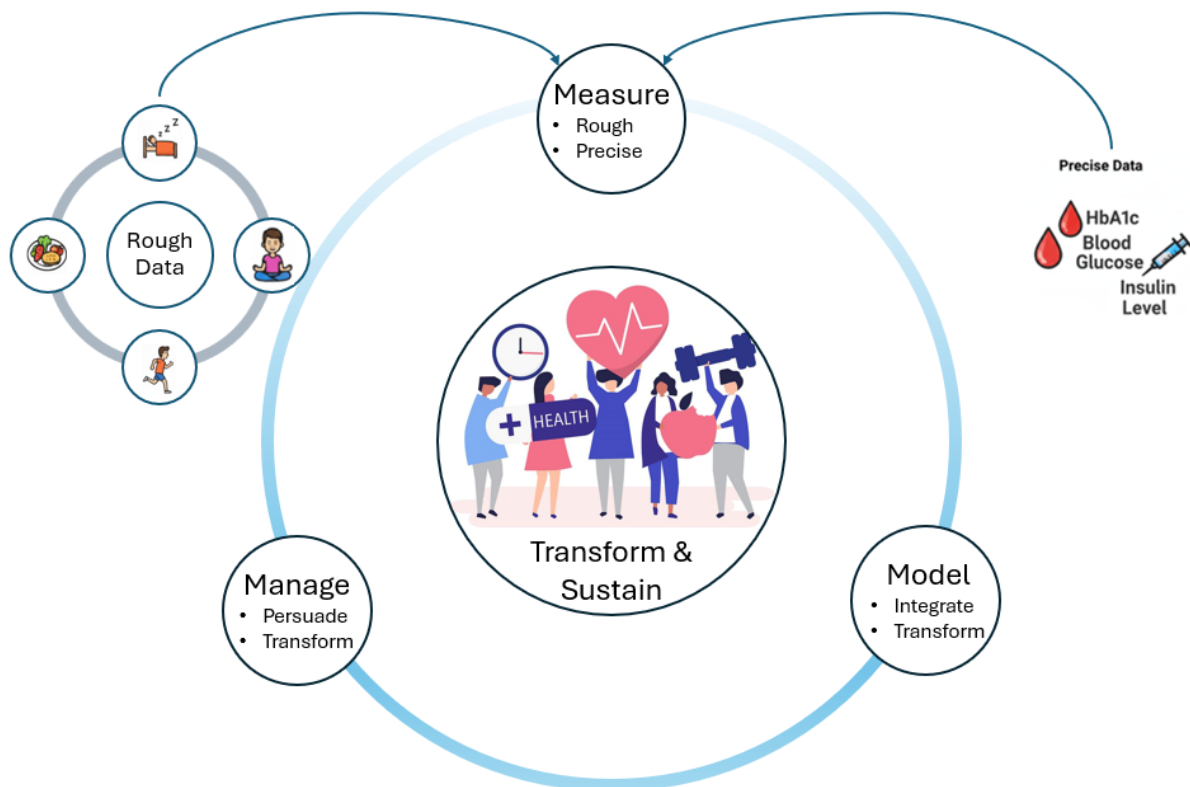 Measure
• Rough
• Precise
z z Z
Rough
Data
Precise Data
HbA1c
Blood
Glucose
Insulin
Level
HEALTH
Transform &
Sustain
Manage
• Persuade
• Transform
Model
• Integrate
• Transform